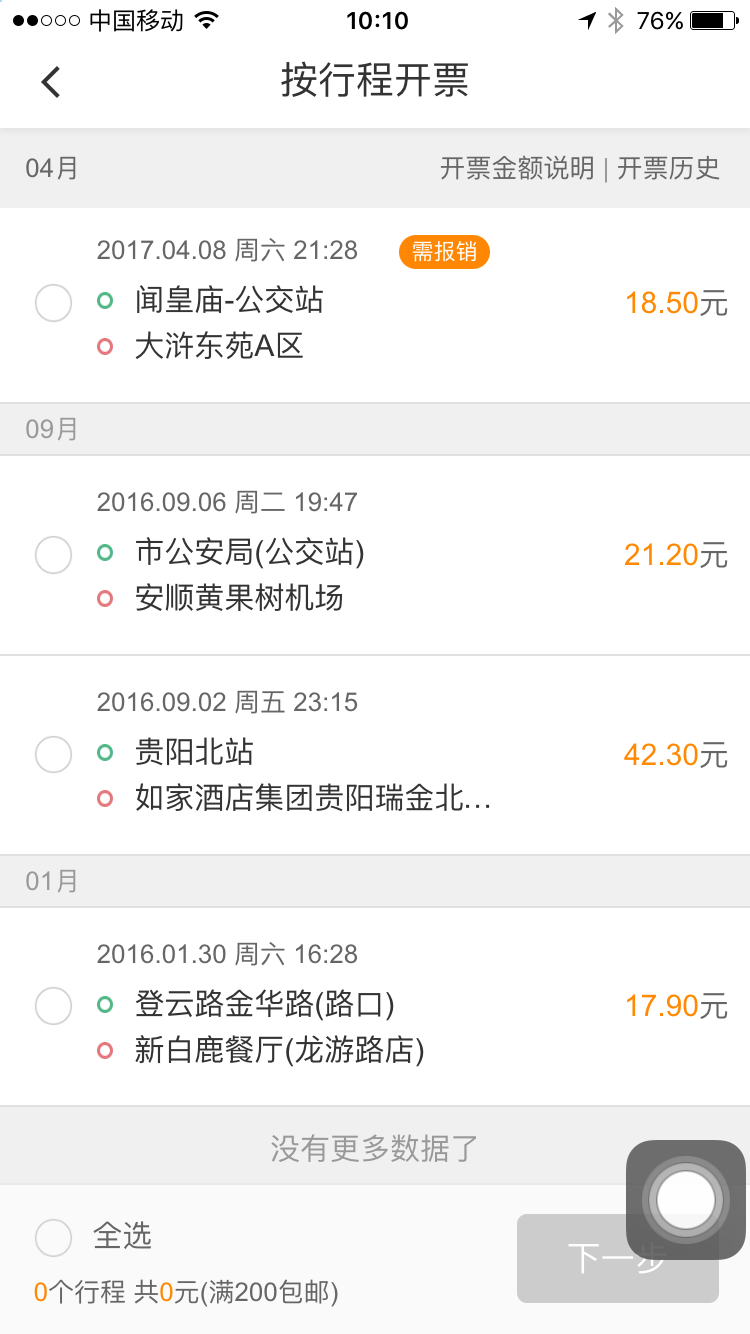 中国移动 10:10 76%
按行程开票
04月 开票金额说明 | 开票历史
2017.04.08 周六 21:28 需报销
闻皇庙-公交站 18.50元
大浒东苑A区
09月
2016.09.06 周二 19:47
市公安局(公交站) 21.20元
安顺黄果树机场
2016.09.02 周五 23:15
贵阳北站 42.30元
如家酒店集团贵阳瑞金北...
01月
2016.01.30 周六 16:28
登云路金华路(路口) 17.90元
新白鹿餐厅(龙游路店)
没有更多数据了
全选
下一步
0个行程 共0元(满200包邮)